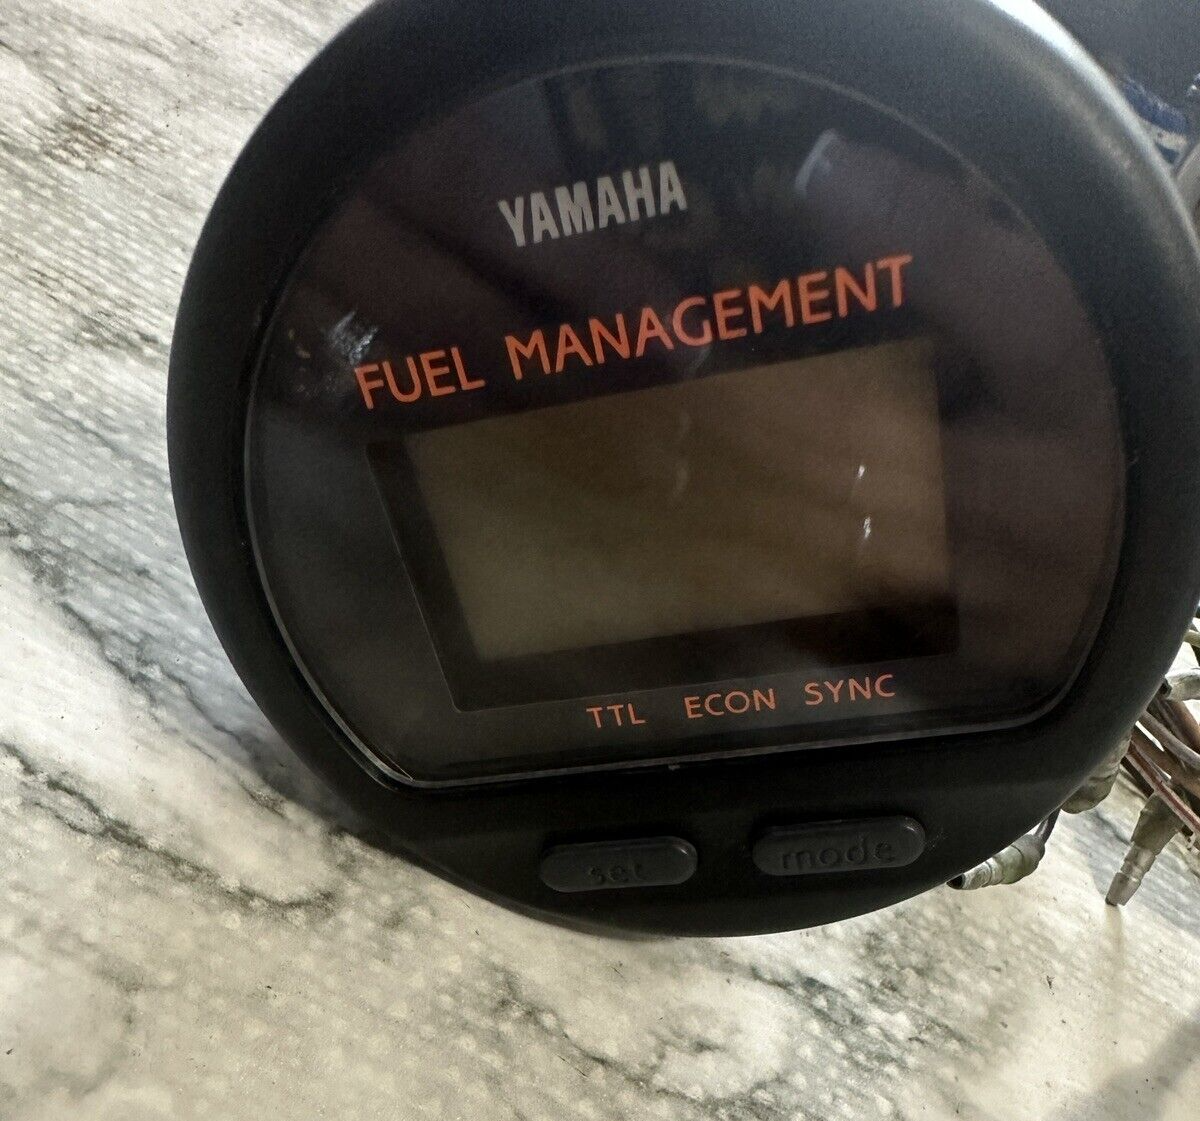 YAMAHA
FUEL MANAGEMENT
TTL ECON SYNC
set mode